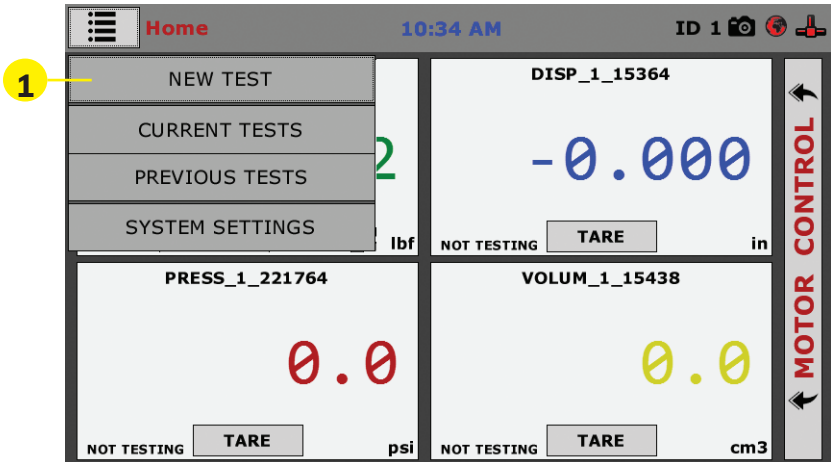 Home 10:34 AM ID 1
1
NEW TEST
CURRENT TESTS
PREVIOUS TESTS
SYSTEM SETTINGS
2
lbf
DISP_1_15364
-0.000
NOT TESTING TARE in
PRESS_1_221764
0.0
NOT TESTING TARE psi
VOLUM_1_15438
0.0
NOT TESTING TARE cm3
MOTOR CONTROL